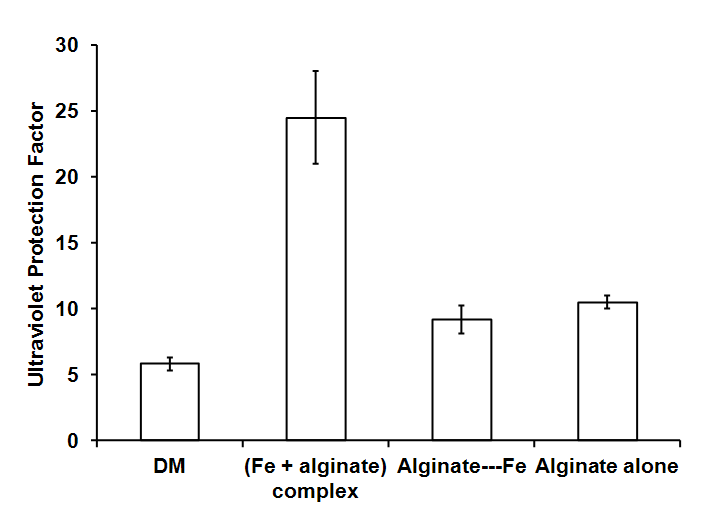 Ultraviolet Protection Factor
30
25
20
15
10
5
0
DM
(Fe + alginate)
complex
Alginate---Fe
Alginate alone